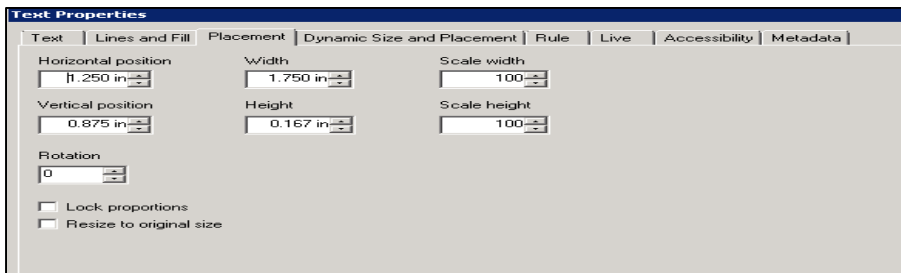 Text Properties
Text Lines and Fill Placement Dynamic Size and Placement Rule Live Accessibility Metadata
Horizontal position Width Scale width
1.250 in 1.750 in 100
Vertical position Height Scale height
0.875 in 0.167 in 100
Rotation
0
Lock proportions
Resize to original size